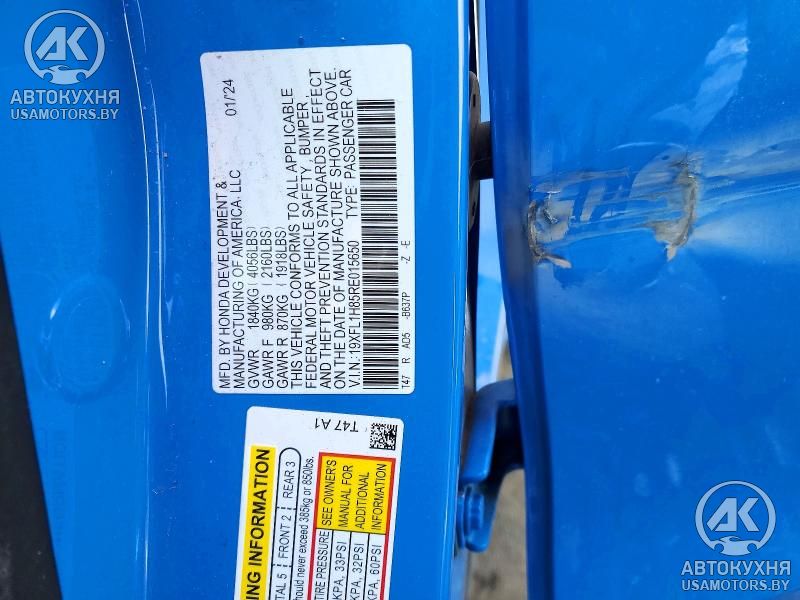 AK
АВТОКУХНЯ
USAMOTORS.BY
MFD. BY HONDA DEVELOPMENT & 01/'24
MANUFACTURING OF AMERICA, LLC
GVWR 1840KG (4056LBS)
GAWR F 980KG (2160LBS)
GAWR R 870KG (1918LBS)
THIS VEHICLE CONFORMS TO ALL APPLICABLE
FEDERAL MOTOR VEHICLE SAFETY, BUMPER,
AND THEFT PREVENTION STANDARDS IN EFFECT
ON THE DATE OF MANUFACTURE SHOWN ABOVE.
V.I.N.:19XFL1H85RE015650 TYPE: PASSENGER CAR
T47 R AD5 -B637P -Z -E
T47 A1
ING INFORMATION
TAL 5 FRONT 2 REAR 3
hould never exceed 385kg or 850lbs.
TIRE PRESSURE SEE OWNER'S
KPA, 33PSI MANUAL FOR
KPA, 32PSI ADDITIONAL
KPA, 60PSI INFORMATION
AK
АВТОКУХНЯ
USAMOTORS.BY